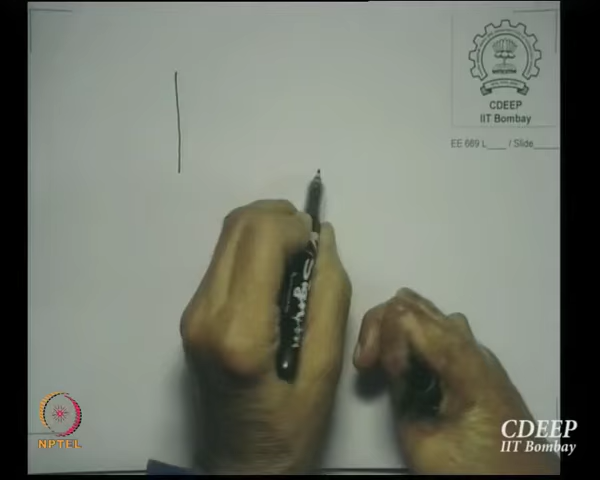 CDEEP
IIT Bombay
EE 669 L____ / Slide____
NPTEL
CDEEP
IIT Bombay